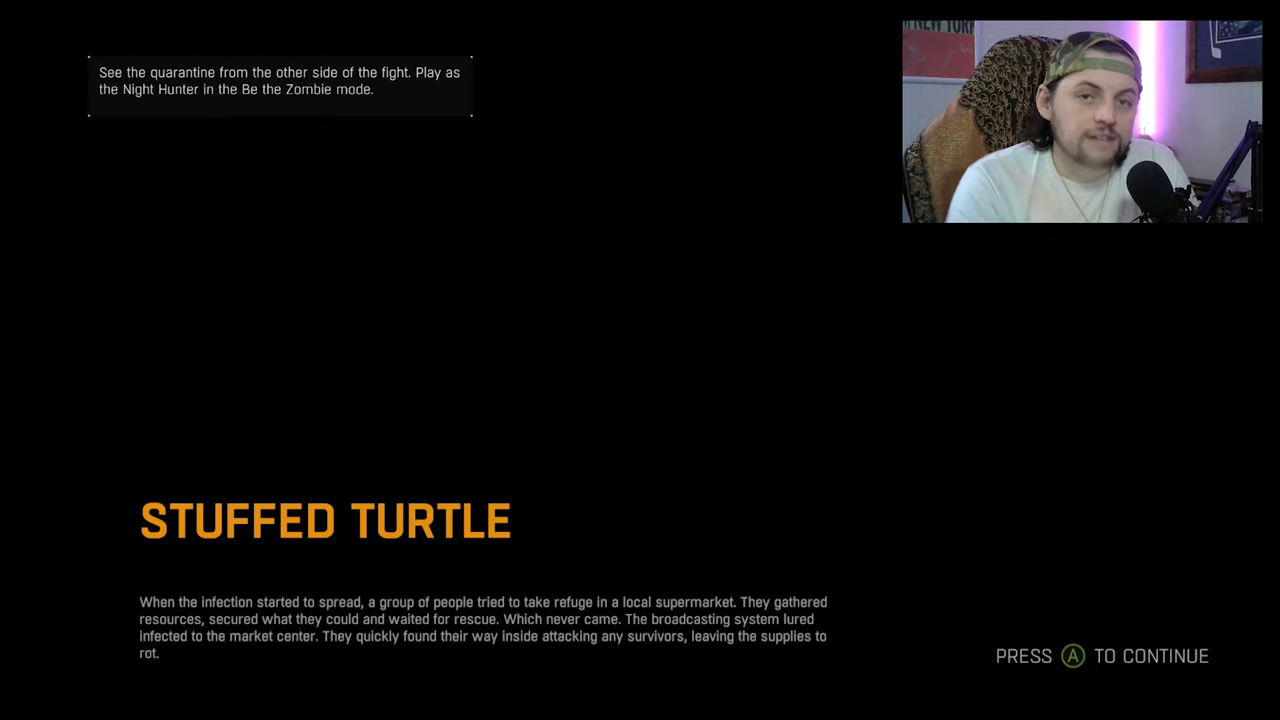 See the quarantine from the other side of the fight. Play as
the Night Hunter in the Be the Zombie mode.
NEW YORK
STUFFED TURTLE
When the infection started to spread, a group of people tried to take refuge in a local supermarket. They gathered
resources, secured what they could and waited for rescue. Which never came. The broadcasting system lured
infected to the market center. They quickly found their way inside attacking any survivors, leaving the supplies to
rot.
PRESS A TO CONTINUE